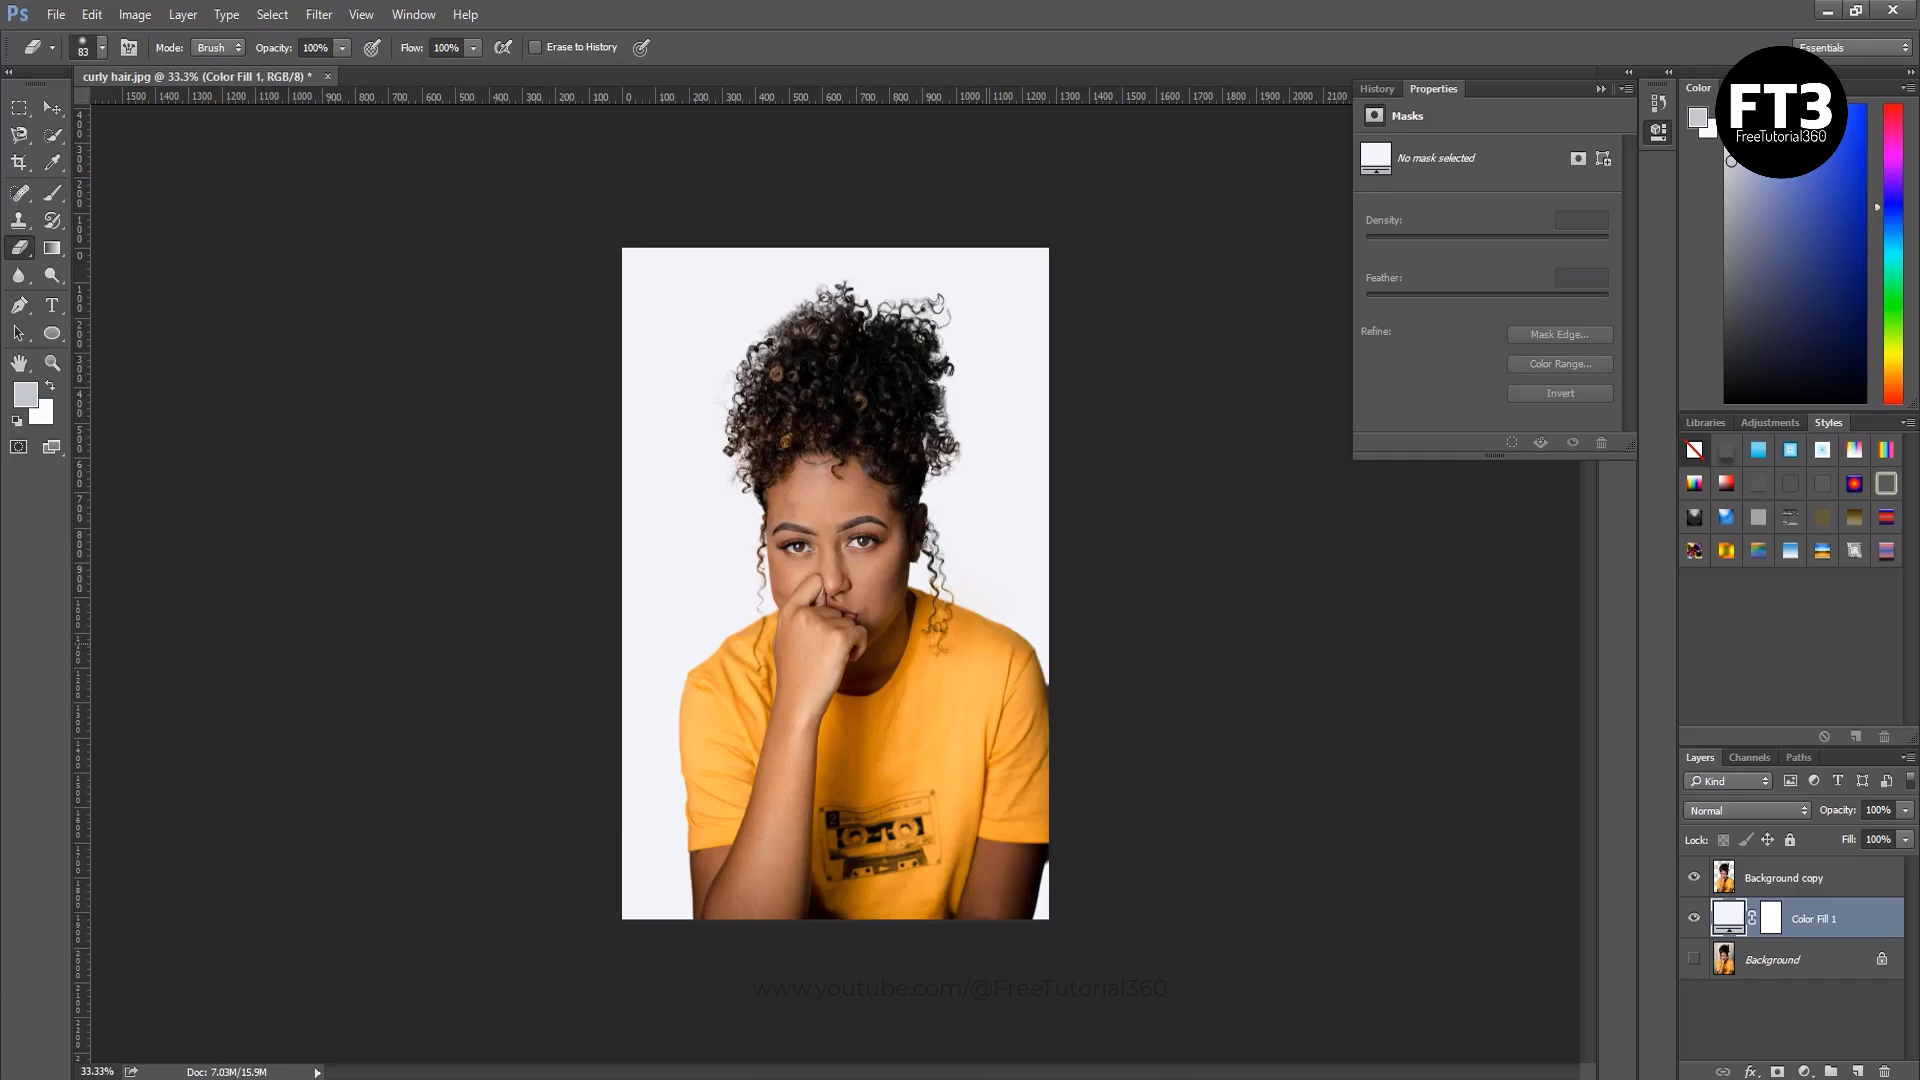 Ps File Edit Image Layer Type Select Filter View Window Help
83 Mode: Brush Opacity: 100% Flow: 100% Erase to History Essentials
curly hair.jpg @ 33.3% (Color Fill 1, RGB/8) * ×
1500 1400 1300 1200 1100 1000 900 800 700 600 500 400 300 200 100 0 100 200 300 400 500 600 700 800 900 1000 1100 1200 1300 1400 1500 1600 1700 1800 1900 2000 2100
History Properties
Masks
No mask selected
Density:
Feather:
Refine:
Mask Edge...
Color Range...
Invert
Color
FT3
FreeTutorial360
Libraries Adjustments Styles
Layers Channels Paths
Kind
Normal Opacity: 100%
Lock: Fill: 100%
Background copy
Color Fill 1
Background
2
www.youtube.com/@FreeTutorial360
33.33% Doc: 7.03M/15.9M